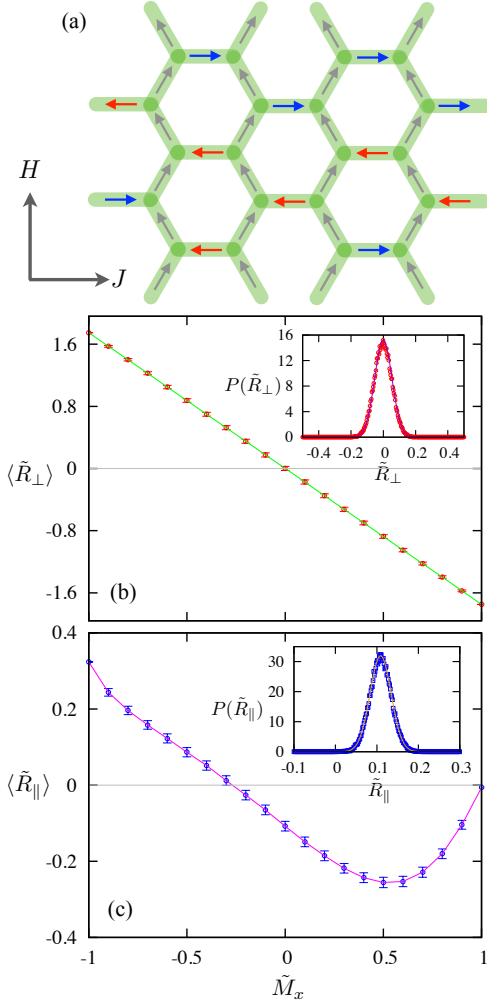 (a)
H
J
1.6
0.8
0
-0.8
-1.6
⟨R̃⊥⟩
(b)
16
12
8
4
0
P(R̃⊥)
-0.4 -0.2 0 0.2 0.4
R̃⊥
0.4
0.2
0
-0.2
-0.4
⟨R̃∥⟩
(c)
30
20
10
0
P(R̃∥)
-0.1 0 0.1 0.2 0.3
R̃∥
-1 -0.5 0 0.5 1
M̃x